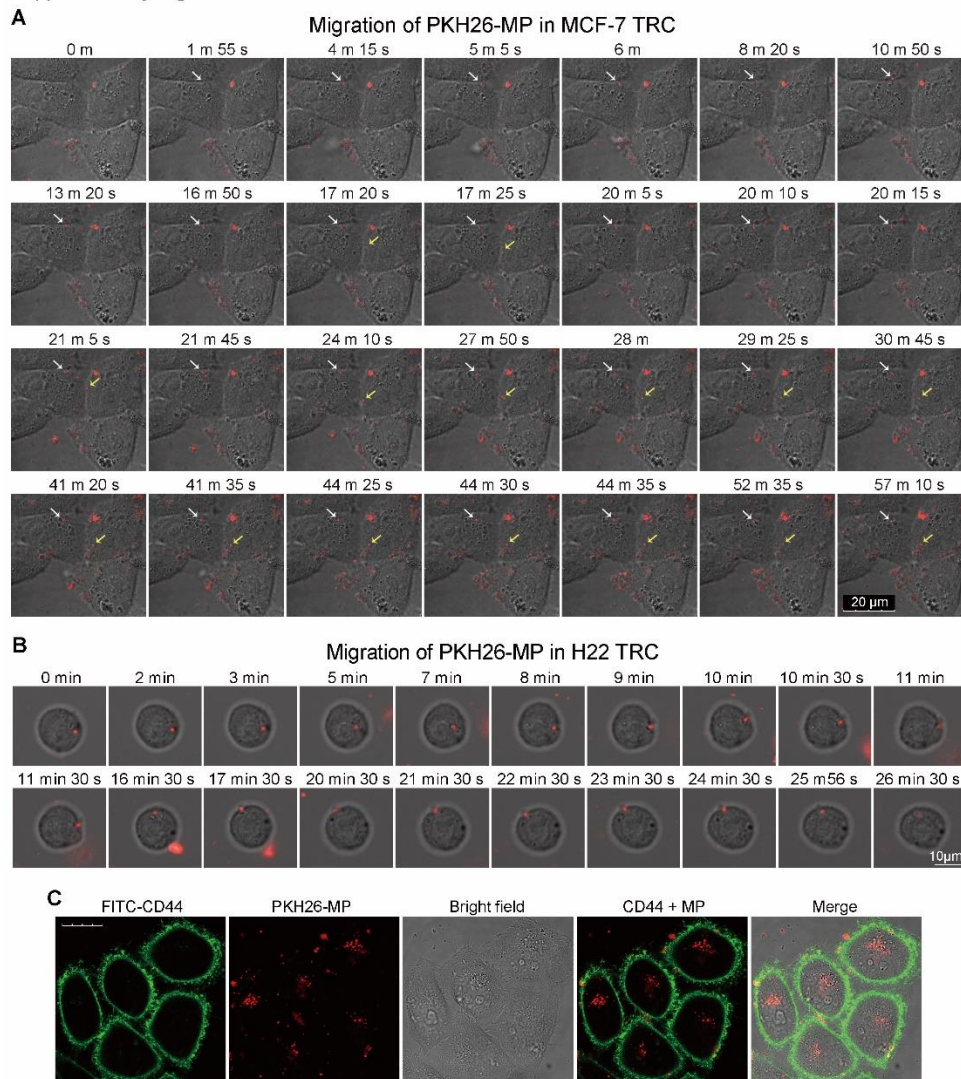 A
Migration of PKH26-MP in MCF-7 TRC
0 m 1 m 55 s 4 m 15 s 5 m 5 s 6 m 8 m 20 s 10 m 50 s
13 m 20 s 16 m 50 s 17 m 20 s 17 m 25 s 20 m 5 s 20 m 10 s 20 m 15 s
21 m 5 s 21 m 45 s 24 m 10 s 27 m 50 s 28 m 29 m 25 s 30 m 45 s
41 m 20 s 41 m 35 s 44 m 25 s 44 m 30 s 44 m 35 s 52 m 35 s 57 m 10 s
20 μm
B
Migration of PKH26-MP in H22 TRC
0 min 2 min 3 min 5 min 7 min 8 min 9 min 10 min 10 min 30 s 11 min
11 min 30 s 16 min 30 s 17 min 30 s 20 min 30 s 21 min 30 s 22 min 30 s 23 min 30 s 24 min 30 s 25 m56 s 26 min 30 s
10μm
C
FITC-CD44 PKH26-MP Bright field CD44 + MP Merge